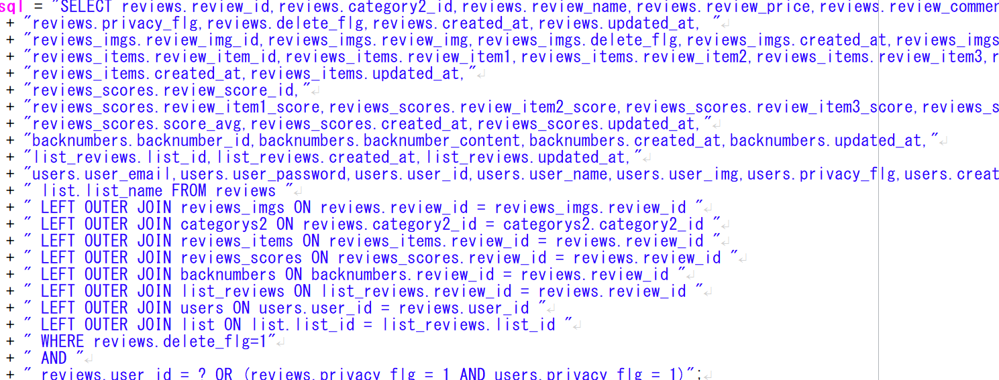 sql = "SELECT reviews.review_id,reviews.category2_id,reviews.review_name,reviews.review_price,reviews.review_commer
+ "reviews.privacy_flg,reviews.delete_flg,reviews.created_at,reviews.updated_at, "
+ "reviews_imgs.review_img_id,reviews_imgs.review_img,reviews_imgs.delete_flg,reviews_imgs.created_at,reviews_imgs
+ "reviews_items.review_item_id,reviews_items.review_item1,reviews_items.review_item2,reviews_items.review_item3,r
+ "reviews_items.created_at,reviews_items.updated_at,"
+ "reviews_scores.review_score_id,"
+ "reviews_scores.review_item1_score,reviews_scores.review_item2_score,reviews_scores.review_item3_score,reviews_s
+ "reviews_scores.score_avg,reviews_scores.created_at,reviews_scores.updated_at,"
+ "backnumbers.backnumber_id,backnumbers.backnumber_content,backnumbers.created_at,backnumbers.updated_at,"
+ "list_reviews.list_id,list_reviews.created_at,list_reviews.updated_at,"
+ "users.user_email,users.user_password,users.user_id,users.user_name,users.user_img,users.privacy_flg,users.creat
+ " list.list_name FROM reviews "
+ " LEFT OUTER JOIN reviews_imgs ON reviews.review_id = reviews_imgs.review_id "
+ " LEFT OUTER JOIN categorys2 ON reviews.category2_id = categorys2.category2_id "
+ " LEFT OUTER JOIN reviews_items ON reviews_items.review_id = reviews.review_id "
+ " LEFT OUTER JOIN reviews_scores ON reviews_scores.review_id = reviews.review_id "
+ " LEFT OUTER JOIN backnumbers ON backnumbers.review_id = reviews.review_id "
+ " LEFT OUTER JOIN list_reviews ON list_reviews.review_id = reviews.review_id "
+ " LEFT OUTER JOIN users ON users.user_id = reviews.user_id "
+ " LEFT OUTER JOIN list ON list.list_id = list_reviews.list_id "
+ " WHERE reviews.delete_flg=1"
+ " AND "
+ " reviews.user_id = ? OR (reviews.privacy_flg = 1 AND users.privacy_flg = 1)";